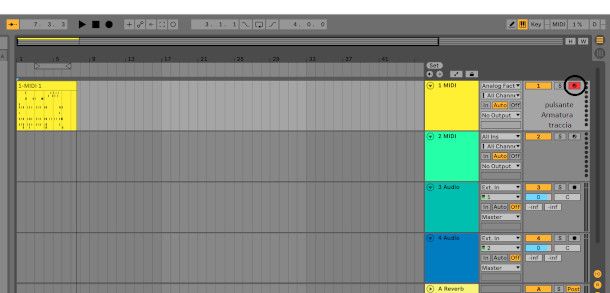 7. 3. 3
3. 1. 1
4. 0. 0
Key
MIDI
1 %
D
H
W
1
5
9
13
17
21
25
29
33
37
41
Set
1-MIDI 1
1 MIDI
Analog Fact
1
S
All Channe
In
Auto
Off
No Output
pulsante
Armatura
traccia
2 MIDI
All Ins
2
S
All Channe
In
Auto
Off
No Output
3 Audio
Ext. In
3
S
1
0
C
In
Auto
Off
-inf
-inf
Master
4 Audio
Ext. In
4
S
2
0
C
In
Auto
Off
-inf
-inf
Master
A Reverb
A
S
Post